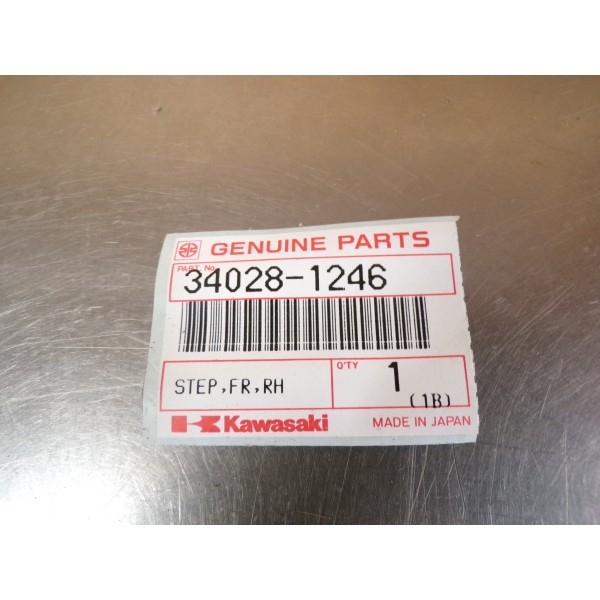 GENUINE PARTS
PART No.
34028-1246
STEP,FR,RH
Q'TY
1
(1B)
Kawasaki
MADE IN JAPAN